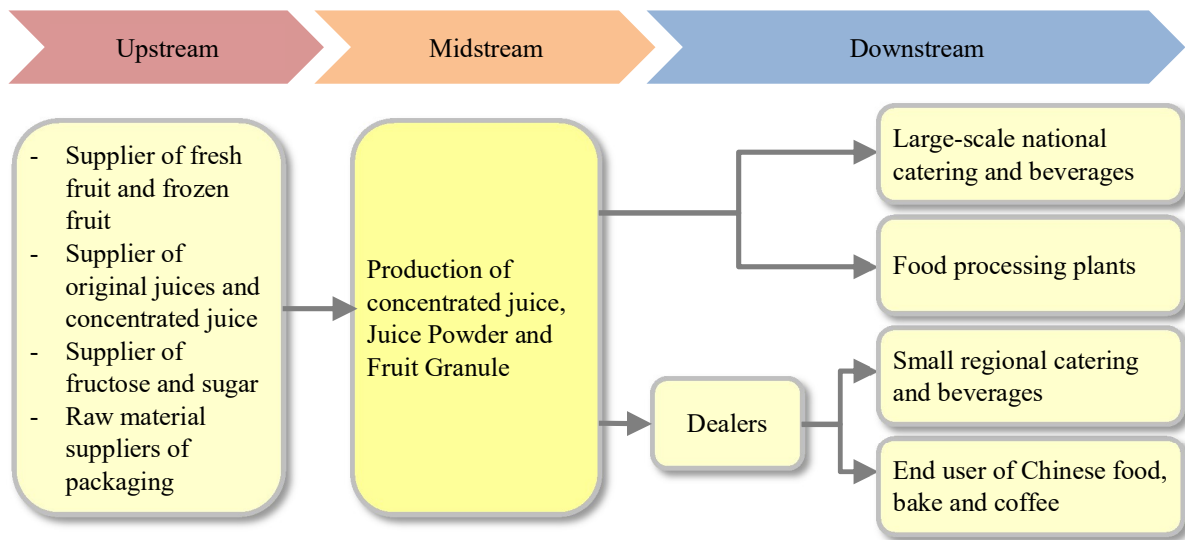 Upstream
Midstream
Downstream
- Supplier of fresh
fruit and frozen
fruit
- Supplier of
original juices and
concentrated juice
- Supplier of
fructose and sugar
- Raw material
suppliers of
packaging
Production of
concentrated juice,
Juice Powder and
Fruit Granule
Dealers
Large-scale national
catering and beverages
Food processing plants
Small regional catering
and beverages
End user of Chinese food,
bake and coffee